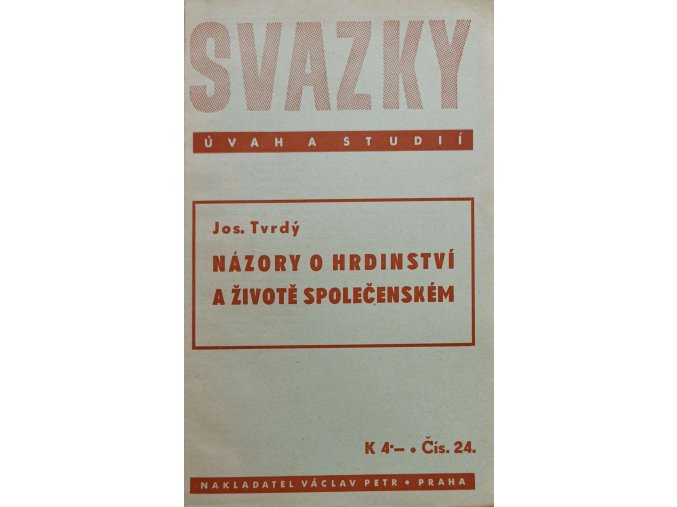 SVAZKY
ÚVAH A STUDIÍ
Jos. Tvrdý
NÁZORY O HRDINSTVÍ
A ŽIVOTĚ SPOLEČENSKÉM
K 4·– • Čís. 24.
NAKLADATEL VÁCLAV PETR • PRAHA